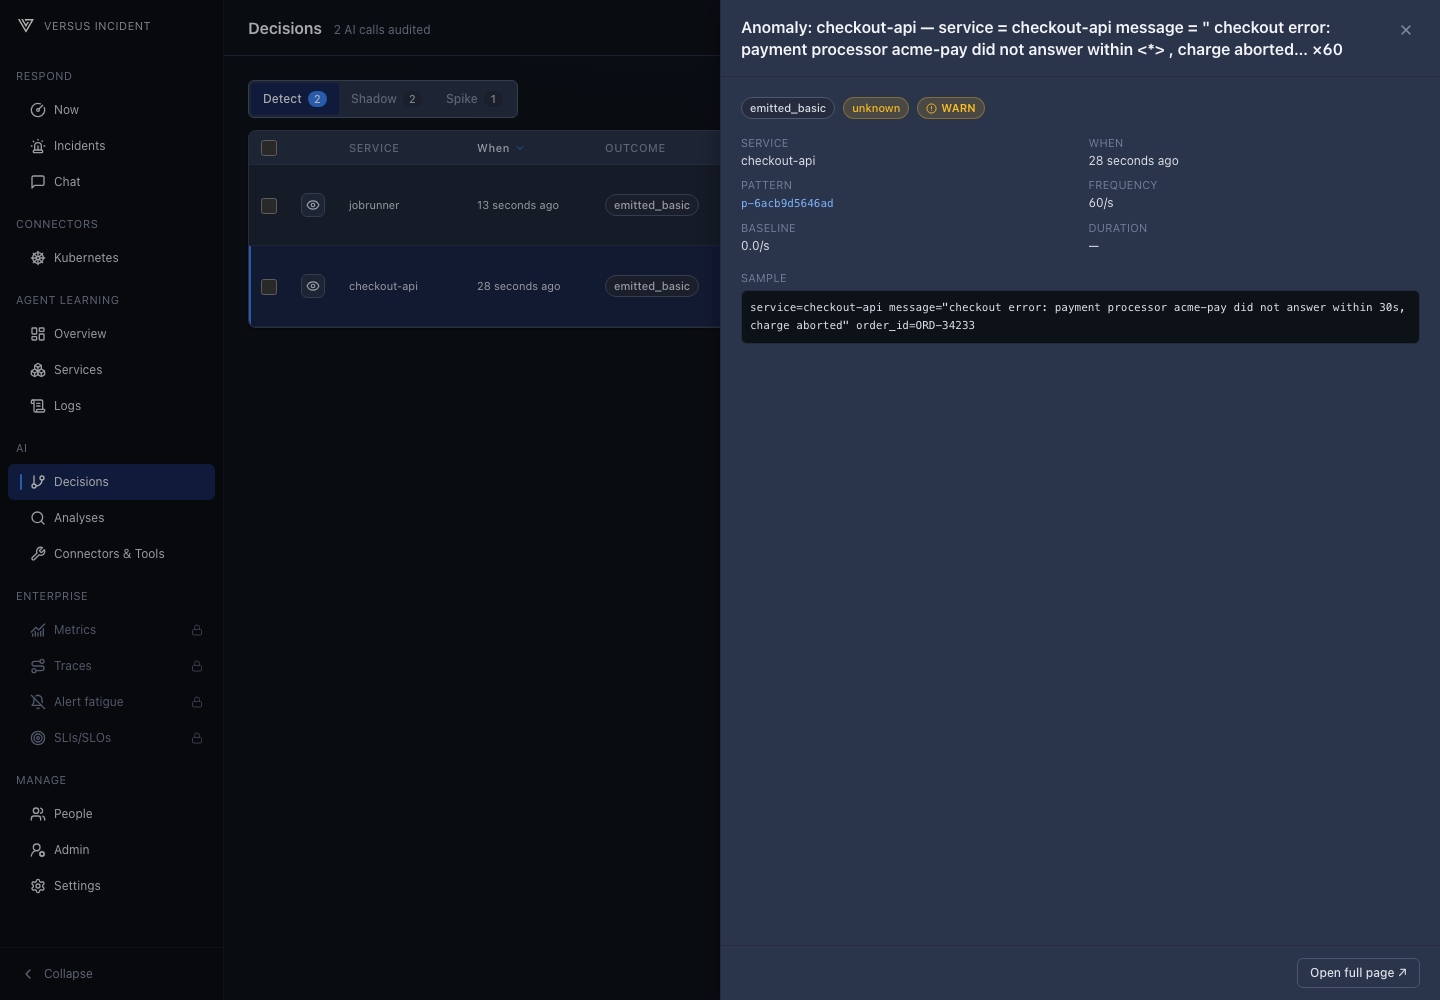 VERSUS INCIDENT
RESPOND
Now
Incidents
Chat
CONNECTORS
Kubernetes
AGENT LEARNING
Overview
Services
Logs
AI
Decisions
Analyses
Connectors & Tools
ENTERPRISE
Metrics
Traces
Alert fatigue
SLIs/SLOs
MANAGE
People
Admin
Settings
Collapse
Decisions 2 AI calls audited
Detect 2 Shadow 2 Spike 1
SERVICE When OUTCOME
jobrunner 13 seconds ago emitted_basic
checkout-api 28 seconds ago emitted_basic
Anomaly: checkout-api — service = checkout-api message = " checkout error:
payment processor acme-pay did not answer within <*> , charge aborted... ×60
emitted_basic unknown WARN
SERVICE WHEN
checkout-api 28 seconds ago
PATTERN FREQUENCY
p-6acb9d5646ad 60/s
BASELINE DURATION
0.0/s —
SAMPLE
service=checkout-api message="checkout error: payment processor acme-pay did not answer within 30s,
charge aborted" order_id=ORD-34233
Open full page ↗